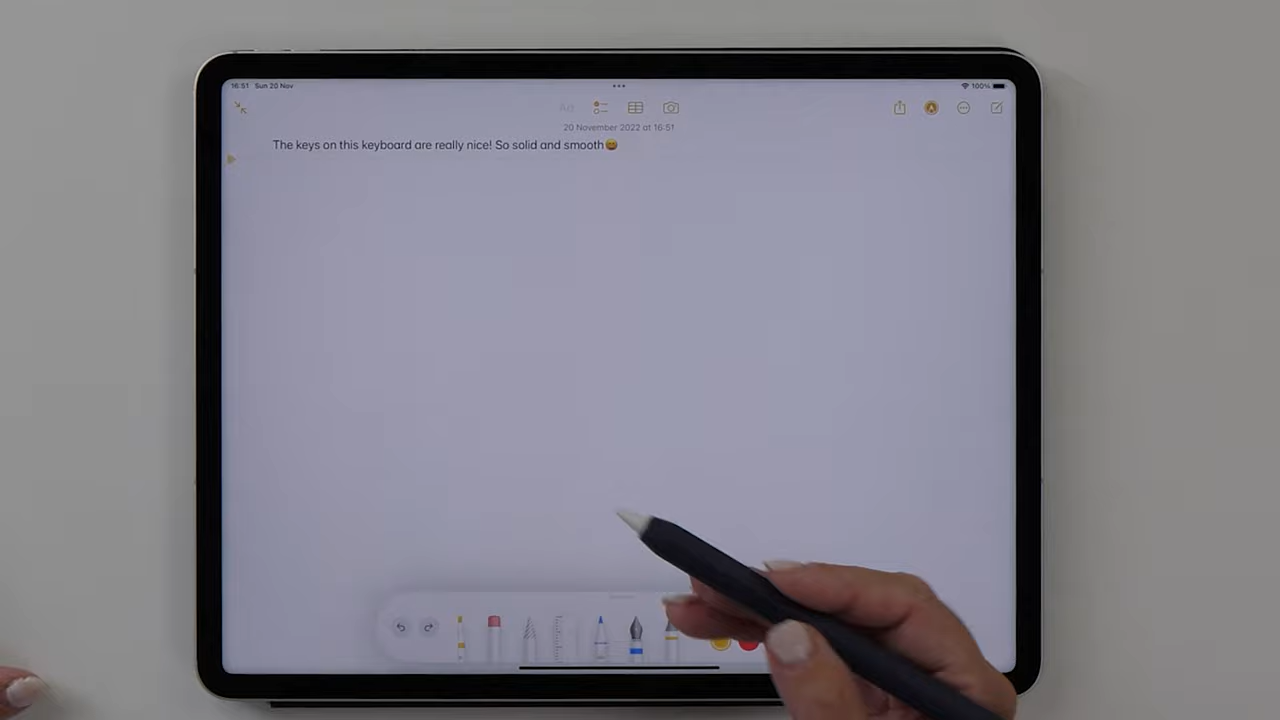 16:51 Sun 20 Nov
100%
20 November 2022 at 16:51
The keys on this keyboard are really nice! So solid and smooth😄